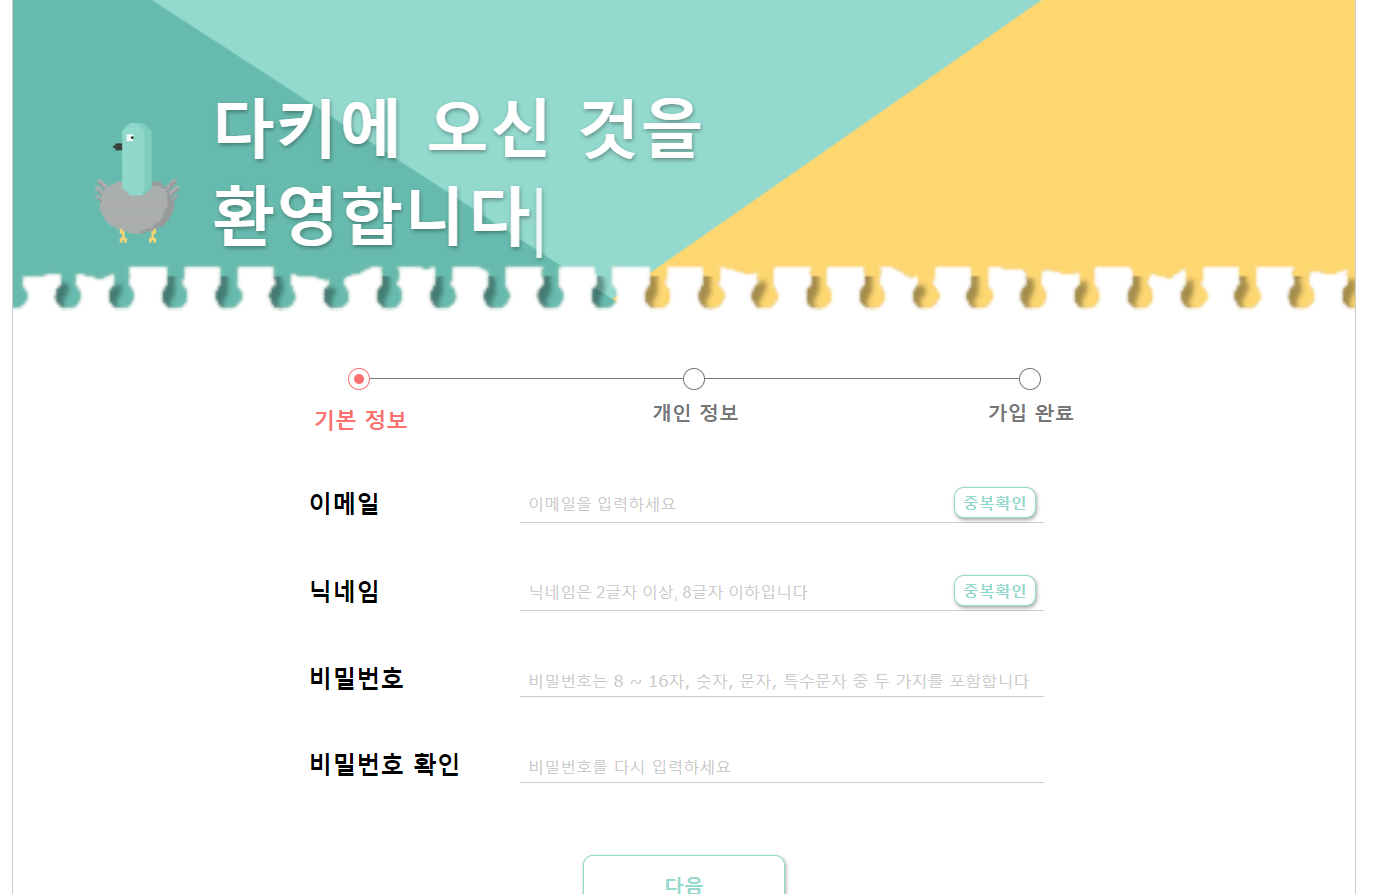 다키에 오신 것을
환영합니다|
기본 정보
개인 정보
가입 완료
이메일
이메일을 입력하세요
중복확인
닉네임
닉네임은 2글자 이상, 8글자 이하입니다
중복확인
비밀번호
비밀번호는 8 ~ 16자, 숫자, 문자, 특수문자 중 두 가지를 포함합니다
비밀번호 확인
비밀번호를 다시 입력하세요
다음